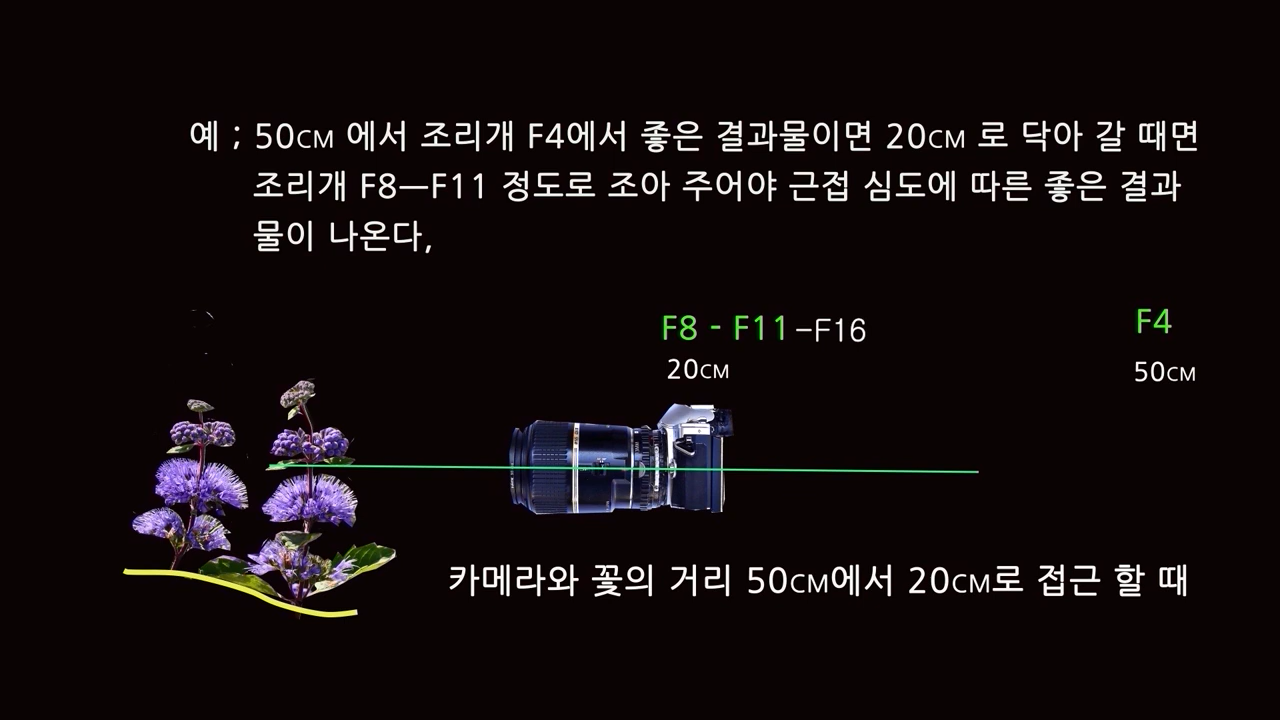 예 ; 50CM 에서 조리개 F4에서 좋은 결과물이면 20CM 로 닥아 갈 때면
조리개 F8—F11 정도로 조아 주어야 근접 심도에 따른 좋은 결과
물이 나온다,
F8 - F11 –F16
F4
20CM
50CM
카메라와 꽃의 거리 50CM에서 20CM로 접근 할 때